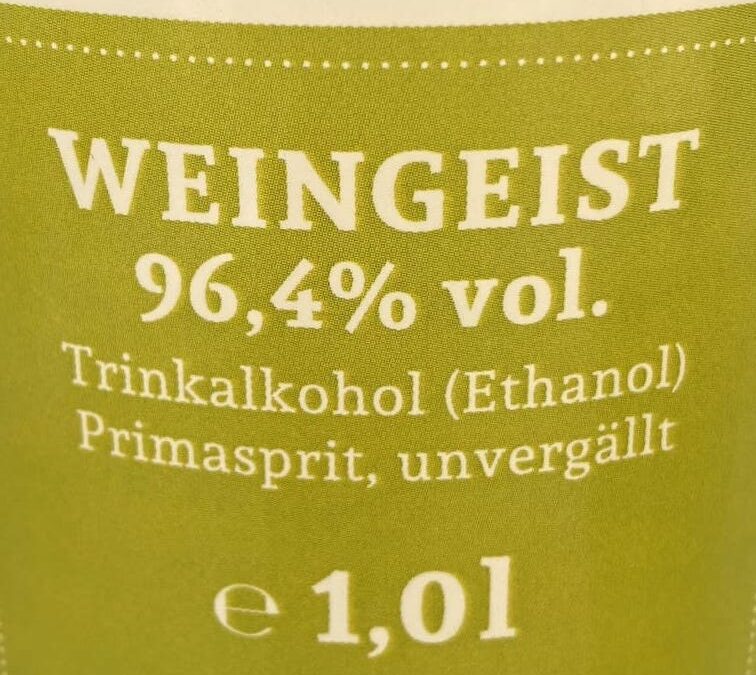 WEINGEIST
96,4% vol.
Trinkalkohol (Ethanol)
Primasprit, unvergällt
℮ 1,0l